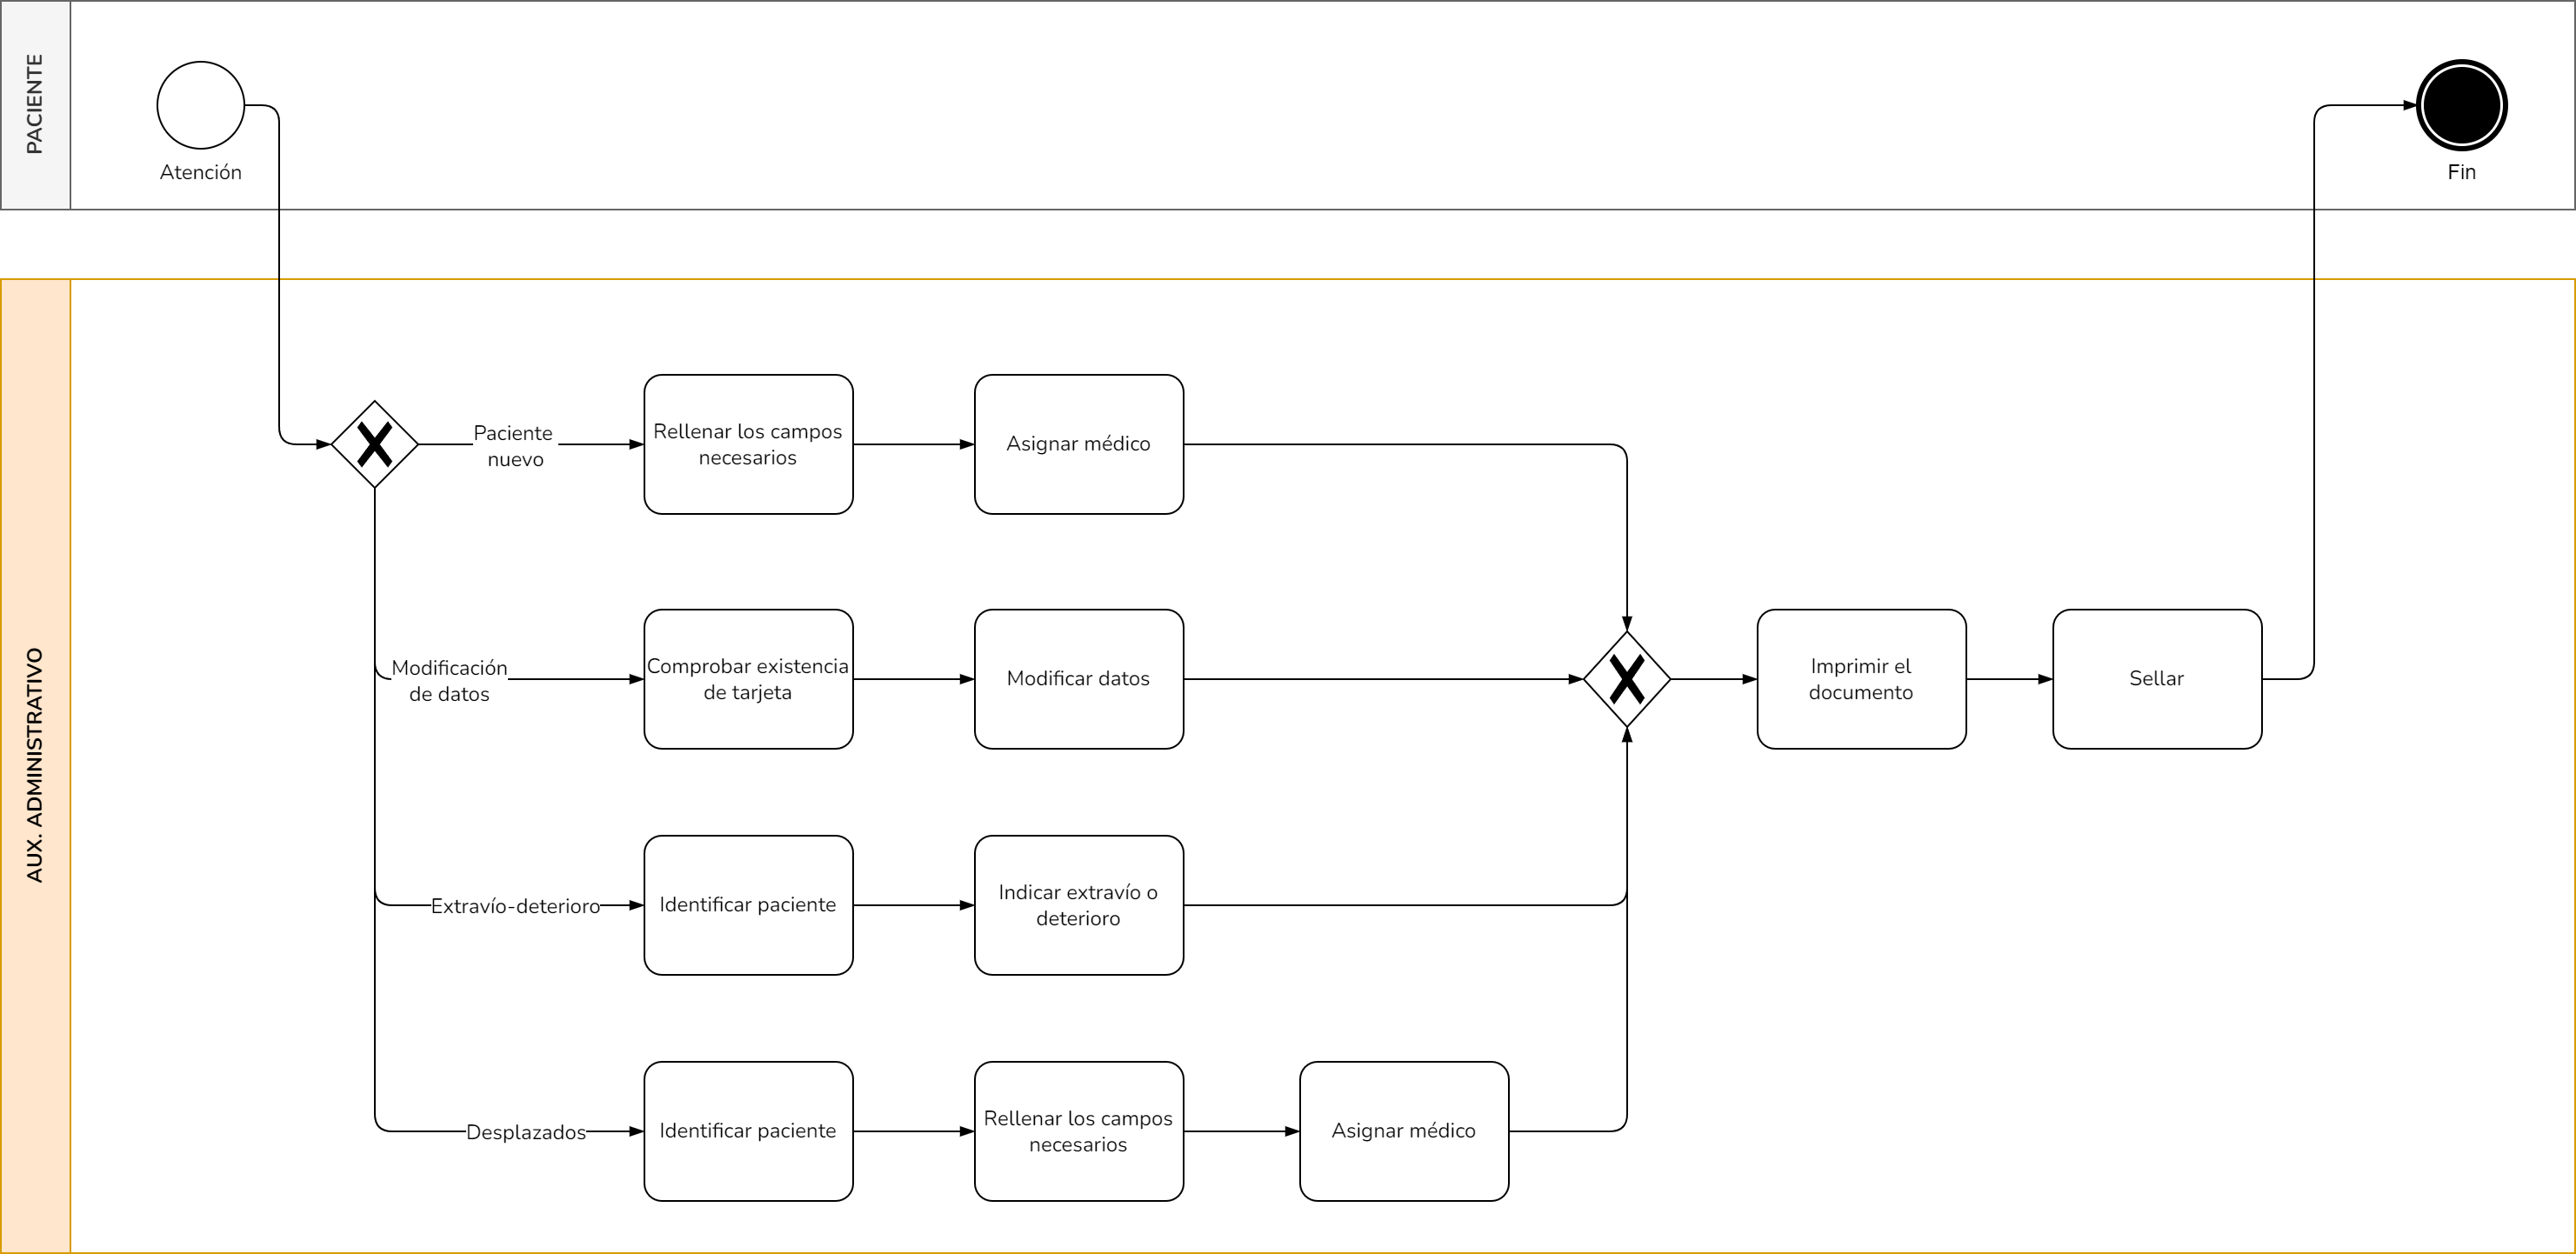 PACIENTE
Atención
Fin
AUX. ADMINISTRATIVO
Paciente
nuevo
Rellenar los campos
necesarios
Asignar médico
Modificación
de datos
Comprobar existencia
de tarjeta
Modificar datos
Imprimir el
documento
Sellar
Extravío-deterioro
Identificar paciente
Indicar extravío o
deterioro
Desplazados
Identificar paciente
Rellenar los campos
necesarios
Asignar médico